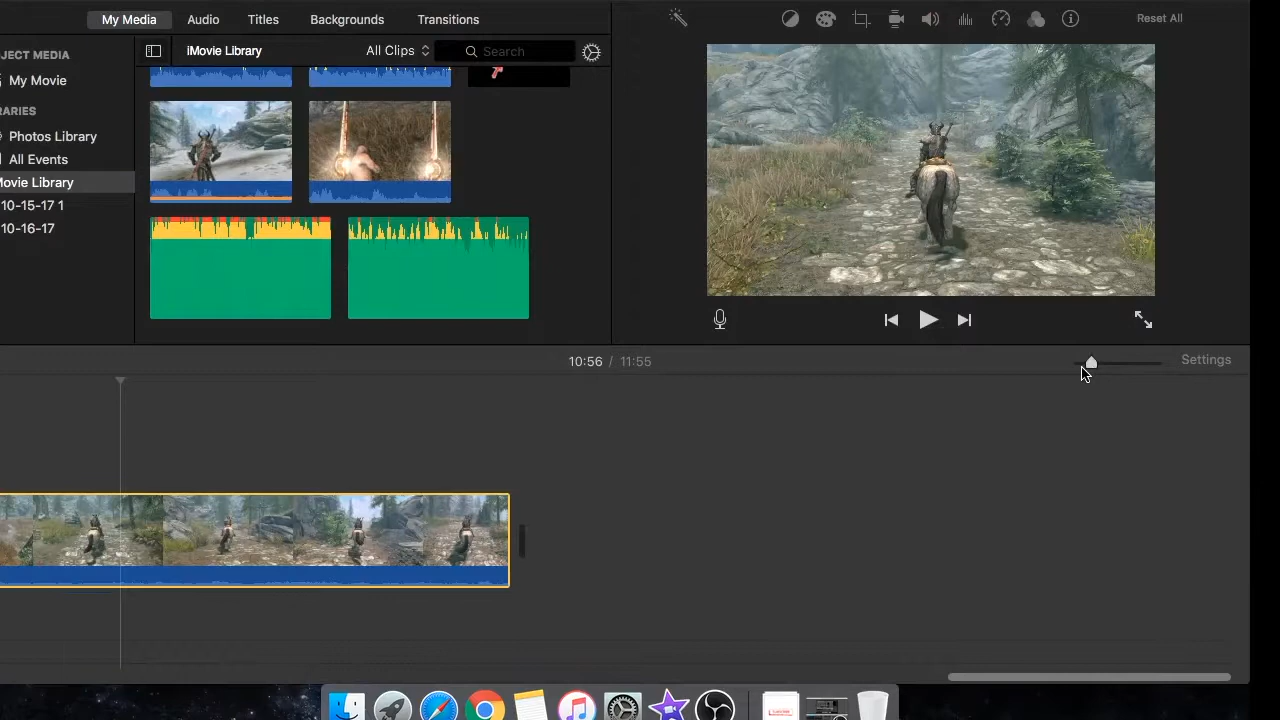 My Media Audio Titles Backgrounds Transitions
Reset All
JECT MEDIA
iMovie Library
All Clips
Search
My Movie
RARIES
Photos Library
All Events
Movie Library
10-15-17 1
10-16-17
10:56 / 11:55
Settings